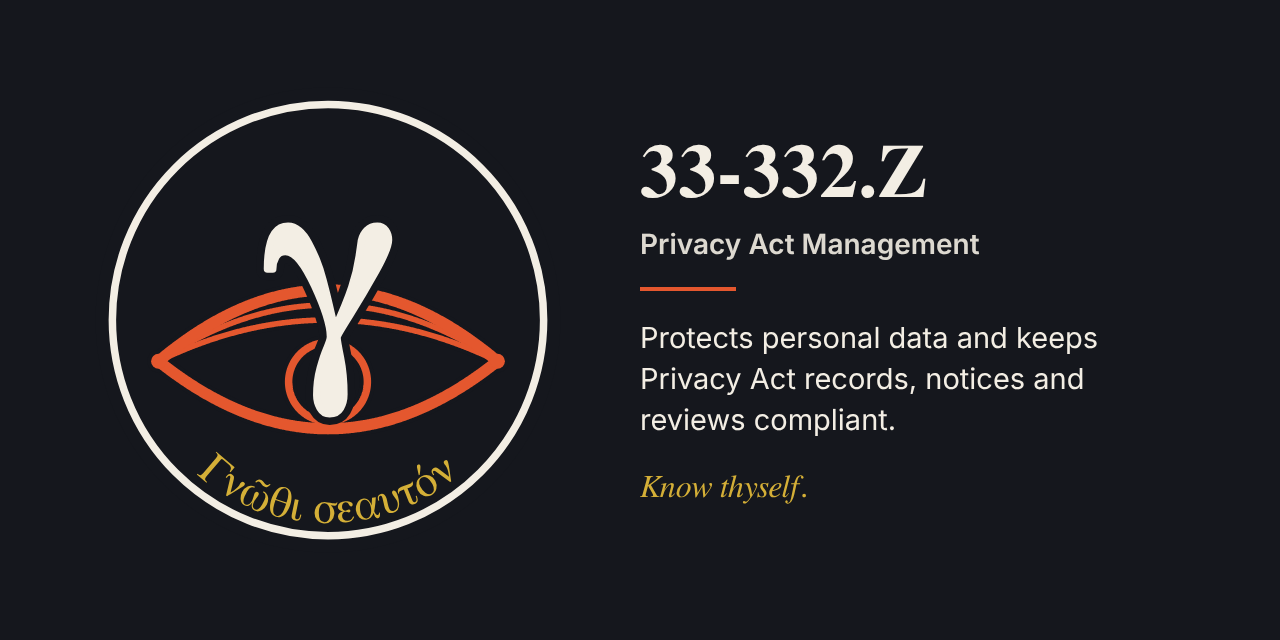 γ
Γνῶθι σεαυτόν
33-332.Z
Privacy Act Management
Protects personal data and keeps
Privacy Act records, notices and
reviews compliant.
Know thyself.